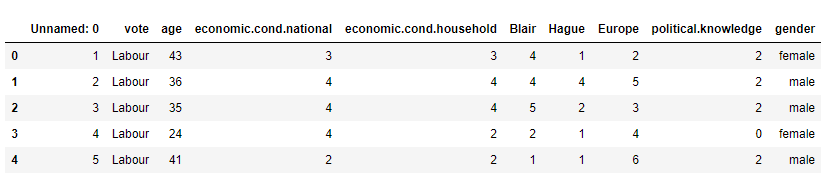 Unnamed: 0 vote age economic.cond.national economic.cond.household Blair Hague Europe political.knowledge gender
0 1 Labour 43 3 3 4 1 2 2 female
1 2 Labour 36 4 4 4 4 5 2 male
2 3 Labour 35 4 4 5 2 3 2 male
3 4 Labour 24 4 2 2 1 4 0 female
4 5 Labour 41 2 2 1 1 6 2 male